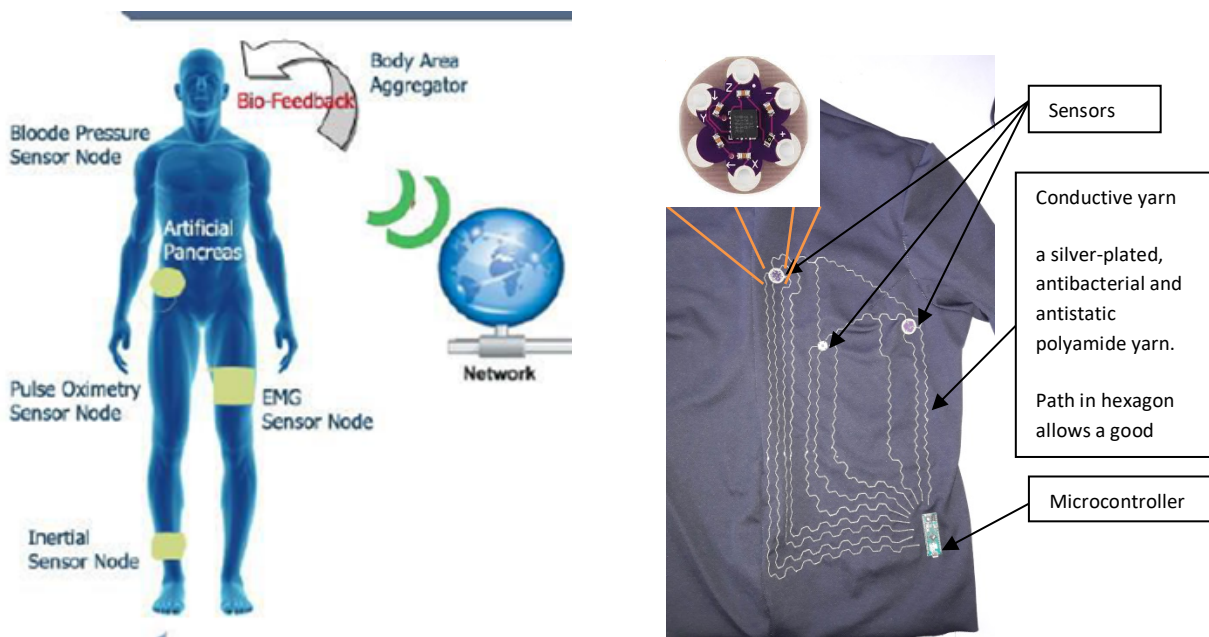 Body Area
Aggregator
Bio-Feedback
Bloode Pressure
Sensor Node
Artificial
Pancreas
Network
Pulse Oximetry
Sensor Node
EMG
Sensor Node
Inertial
Sensor Node
Z
Y
X
-
+
Sensors
Conductive yarn
a silver-plated,
antibacterial and
antistatic
polyamide yarn.
Path in hexagon
allows a good
Microcontroller